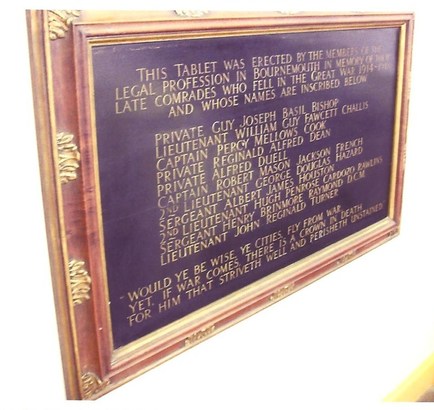 THIS TABLET WAS ERECTED BY THE MEMBERS OF THE
LEGAL PROFESSION IN BOURNEMOUTH IN MEMORY OF THEIR
LATE COMRADES WHO FELL IN THE GREAT WAR 1914-1918
AND WHOSE NAMES ARE INSCRIBED BELOW
PRIVATE GUY JOSEPH BASIL BISHOP
LIEUTENANT WILLIAM GUY FAWCETT CHALLIS
CAPTAIN PERCY MELLOWS COOK
PRIVATE REGINALD ALFRED DEAN
PRIVATE ALFRED DUELL
CAPTAIN ROBERT MASON JACKSON FRENCH
2ND LIEUTENANT GEORGE DOUGLAS HAZARD
SERGEANT ALBERT JAMES HOUSTON
2ND LIEUTENANT HUGH PENROSE CARDOZO RAWLINS
SERGEANT HENRY BRINMORE RAYMOND D.C.M.
LIEUTENANT JOHN REGINALD TURNER
"WOULD YE BE WISE, YE CITIES, FLY FROM WAR.
YET, IF WAR COMES, THERE IS A CROWN IN DEATH
FOR HIM THAT STRIVETH WELL AND PERISHETH UNSTAINED"